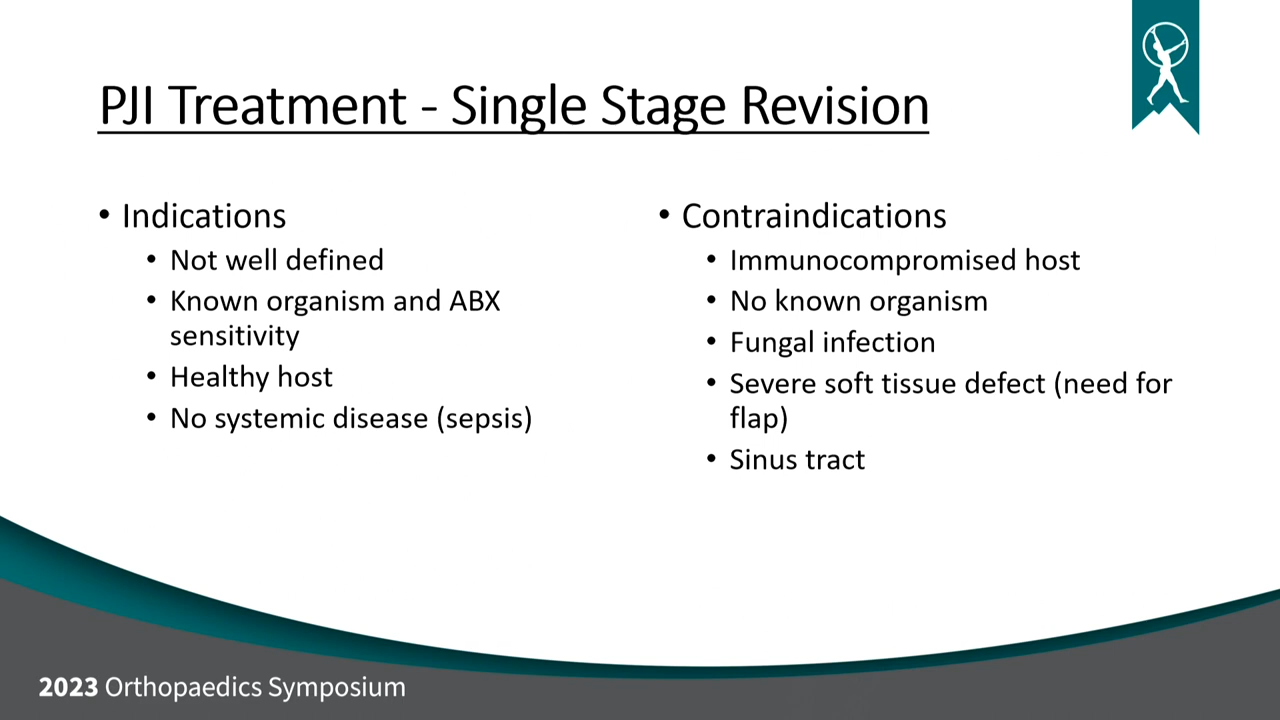 PJI Treatment - Single Stage Revision
• Indications
• Not well defined
• Known organism and ABX
sensitivity
• Healthy host
• No systemic disease (sepsis)
• Contraindications
• Immunocompromised host
• No known organism
• Fungal infection
• Severe soft tissue defect (need for
flap)
• Sinus tract
2023 Orthopaedics Symposium